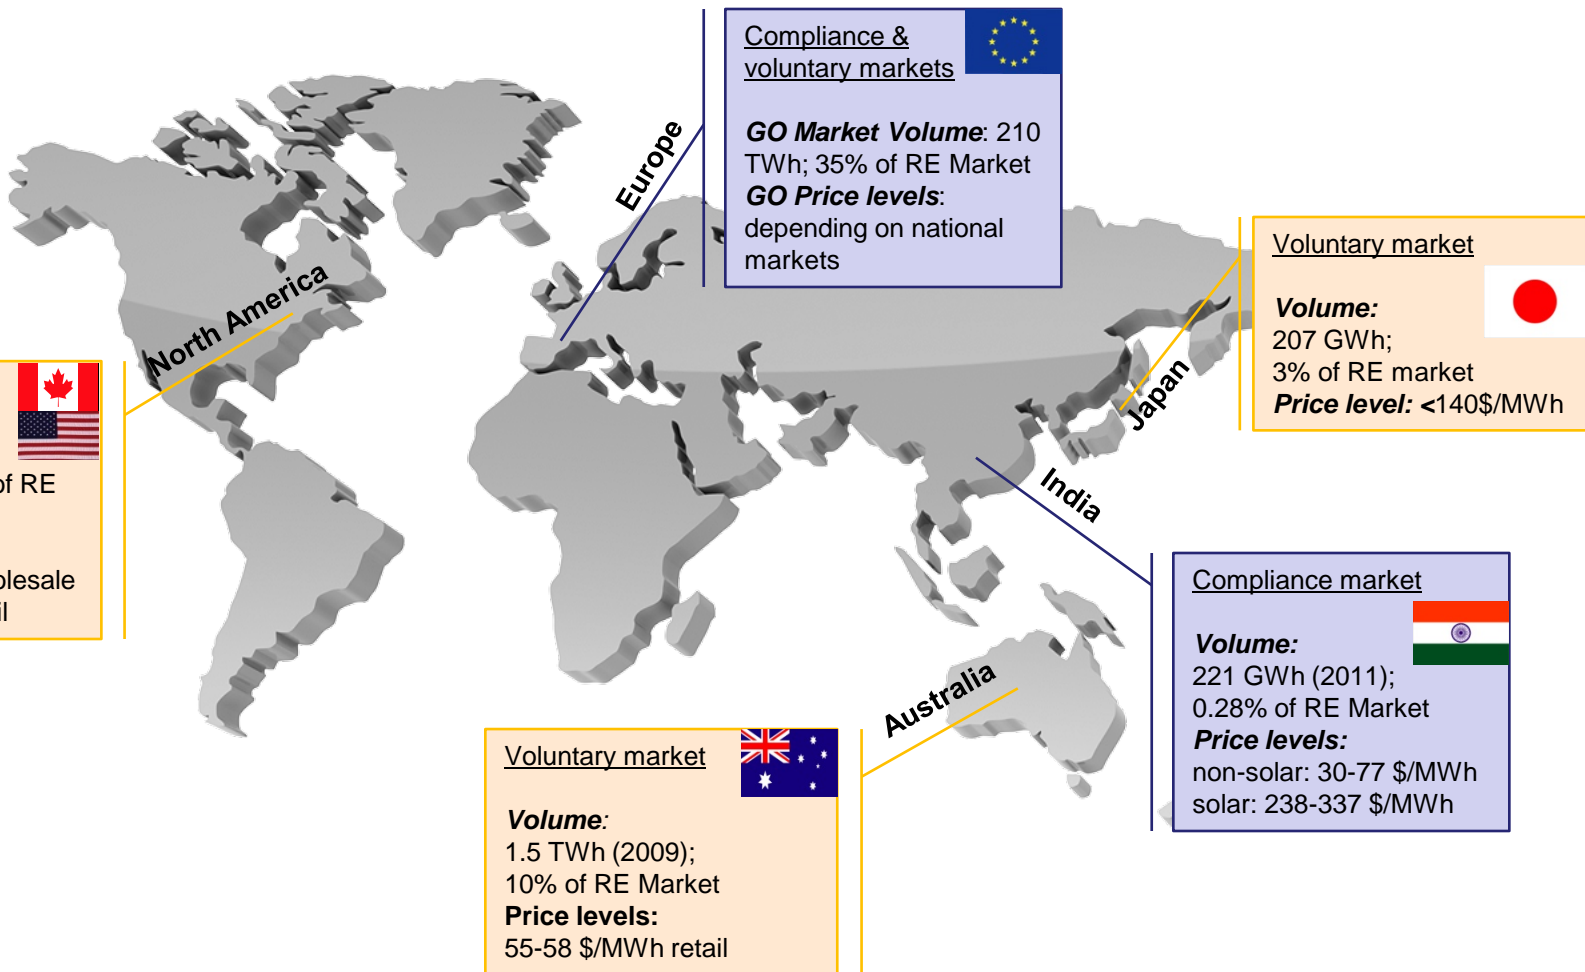 Compliance &
voluntary markets
GO Market Volume: 210
TWh; 35% of RE Market
GO Price levels:
depending on national
markets
Europe
Voluntary market
Volume:
207 GWh;
3% of RE market
Price level: <140$/MWh
Japan
North America
of RE
India
Compliance market
Volume:
221 GWh (2011);
0.28% of RE Market
Price levels:
non-solar: 30-77 $/MWh
solar: 238-337 $/MWh
Australia
Voluntary market
Volume:
1.5 TWh (2009);
10% of RE Market
Price levels:
55-58 $/MWh retail